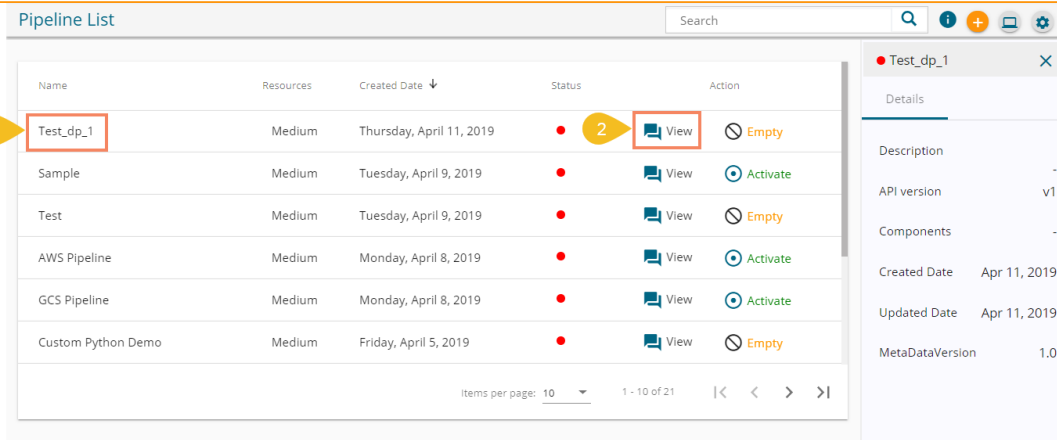 Pipeline List
Search
Name Resources Created Date Status Action
Test_dp_1 Medium Thursday, April 11, 2019 2 View Empty
Sample Medium Tuesday, April 9, 2019 View Activate
Test Medium Tuesday, April 9, 2019 View Empty
AWS Pipeline Medium Monday, April 8, 2019 View Activate
GCS Pipeline Medium Monday, April 8, 2019 View Activate
Custom Python Demo Medium Friday, April 5, 2019 View Empty
Items per page: 10 1 - 10 of 21
Test_dp_1
Details
Description -
API version v1
Components -
Created Date Apr 11, 2019
Updated Date Apr 11, 2019
MetaDataVersion 1.0